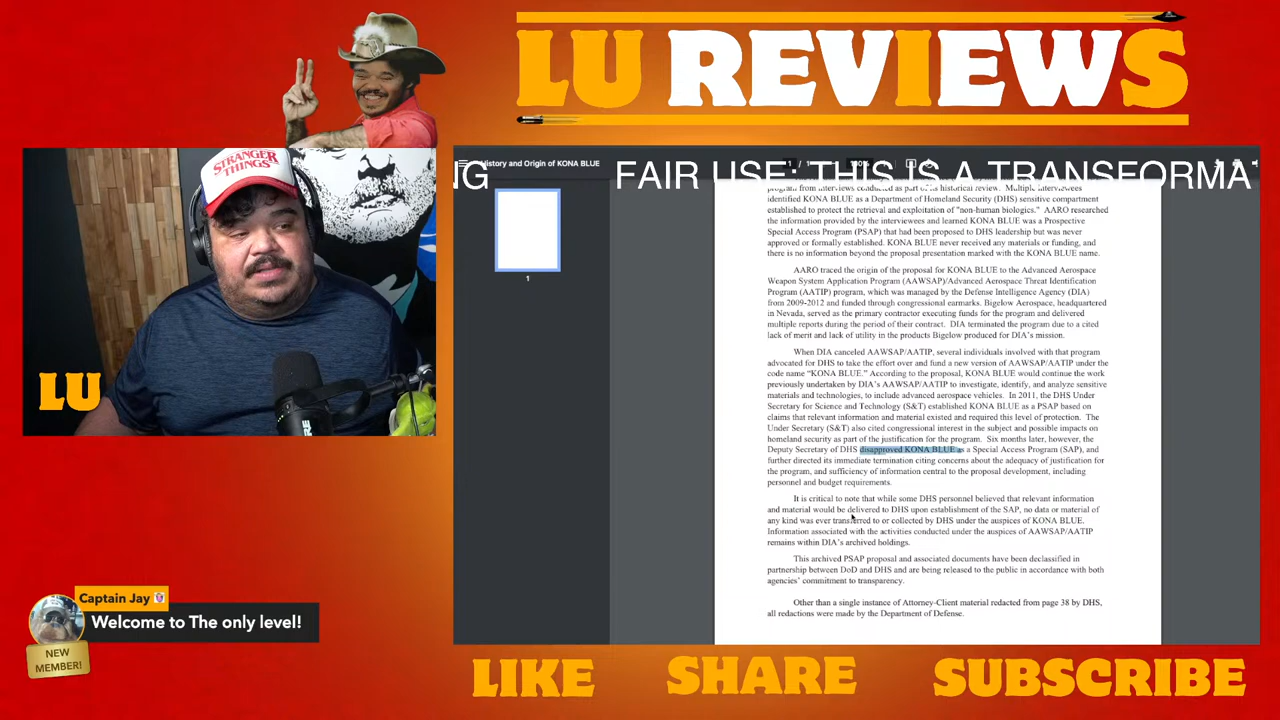 LU REVIEWS
STRANGER
THINGS
LU
History and Origin of KONA BLUE
NG FAIR USE: THIS IS A TRANSFORMA
1
program from interviews conducted as part of its historical review. Multiple interviewees
identified KONA BLUE as a Department of Homeland Security (DHS) sensitive compartment
established to protect the retrieval and exploitation of "non-human biologics." AARO researched
the information provided by the interviewees and learned KONA BLUE was a Prospective
Special Access Program (PSAP) that had been proposed to DHS leadership but was never
approved or formally established. KONA BLUE never received any materials or funding, and
there is no information beyond the proposal presentation marked with the KONA BLUE name.
AARO traced the origin of the proposal for KONA BLUE to the Advanced Aerospace
Weapon System Application Program (AAWSAP)/Advanced Aerospace Threat Identification
Program (AATIP) program, which was managed by the Defense Intelligence Agency (DIA)
from 2009-2012 and funded through congressional earmarks. Bigelow Aerospace, headquartered
in Nevada, served as the primary contractor executing funds for the program and delivered
multiple reports during the period of their contract. DIA terminated the program due to a cited
lack of merit and lack of utility in the products Bigelow produced for DIA's mission.
When DIA canceled AAWSAP/AATIP, several individuals involved with that program
advocated for DHS to take the effort over and fund a new version of AAWSAP/AATIP under the
code name "KONA BLUE." According to the proposal, KONA BLUE would continue the work
previously undertaken by DIA's AAWSAP/AATIP to investigate, identify, and analyze sensitive
materials and technologies, to include advanced aerospace vehicles. In 2011, the DHS Under
Secretary for Science and Technology (S&T) established KONA BLUE as a PSAP based on
claims that relevant information and material existed and required this level of protection. The
Under Secretary (S&T) also cited congressional interest in the subject and possible impacts on
homeland security as part of the justification for the program. Six months later, however, the
Deputy Secretary of DHS disapproved KONA BLUE as a Special Access Program (SAP), and
further directed its immediate termination citing concerns about the adequacy of justification for
the program, and sufficiency of information central to the proposal development, including
personnel and budget requirements.
It is critical to note that while some DHS personnel believed that relevant information
and material would be delivered to DHS upon establishment of the SAP, no data or material of
any kind was ever transferred to or collected by DHS under the auspices of KONA BLUE.
Information associated with the activities conducted under the auspices of AAWSAP/AATIP
remains within DIA's archived holdings.
This archived PSAP proposal and associated documents have been declassified in
partnership between DoD and DHS and are being released to the public in accordance with both
agencies' commitment to transparency.
Other than a single instance of Attorney-Client material redacted from page 38 by DHS,
all redactions were made by the Department of Defense.
Captain Jay
Welcome to The only level!
NEW
MEMBER!
LIKE SHARE SUBSCRIBE